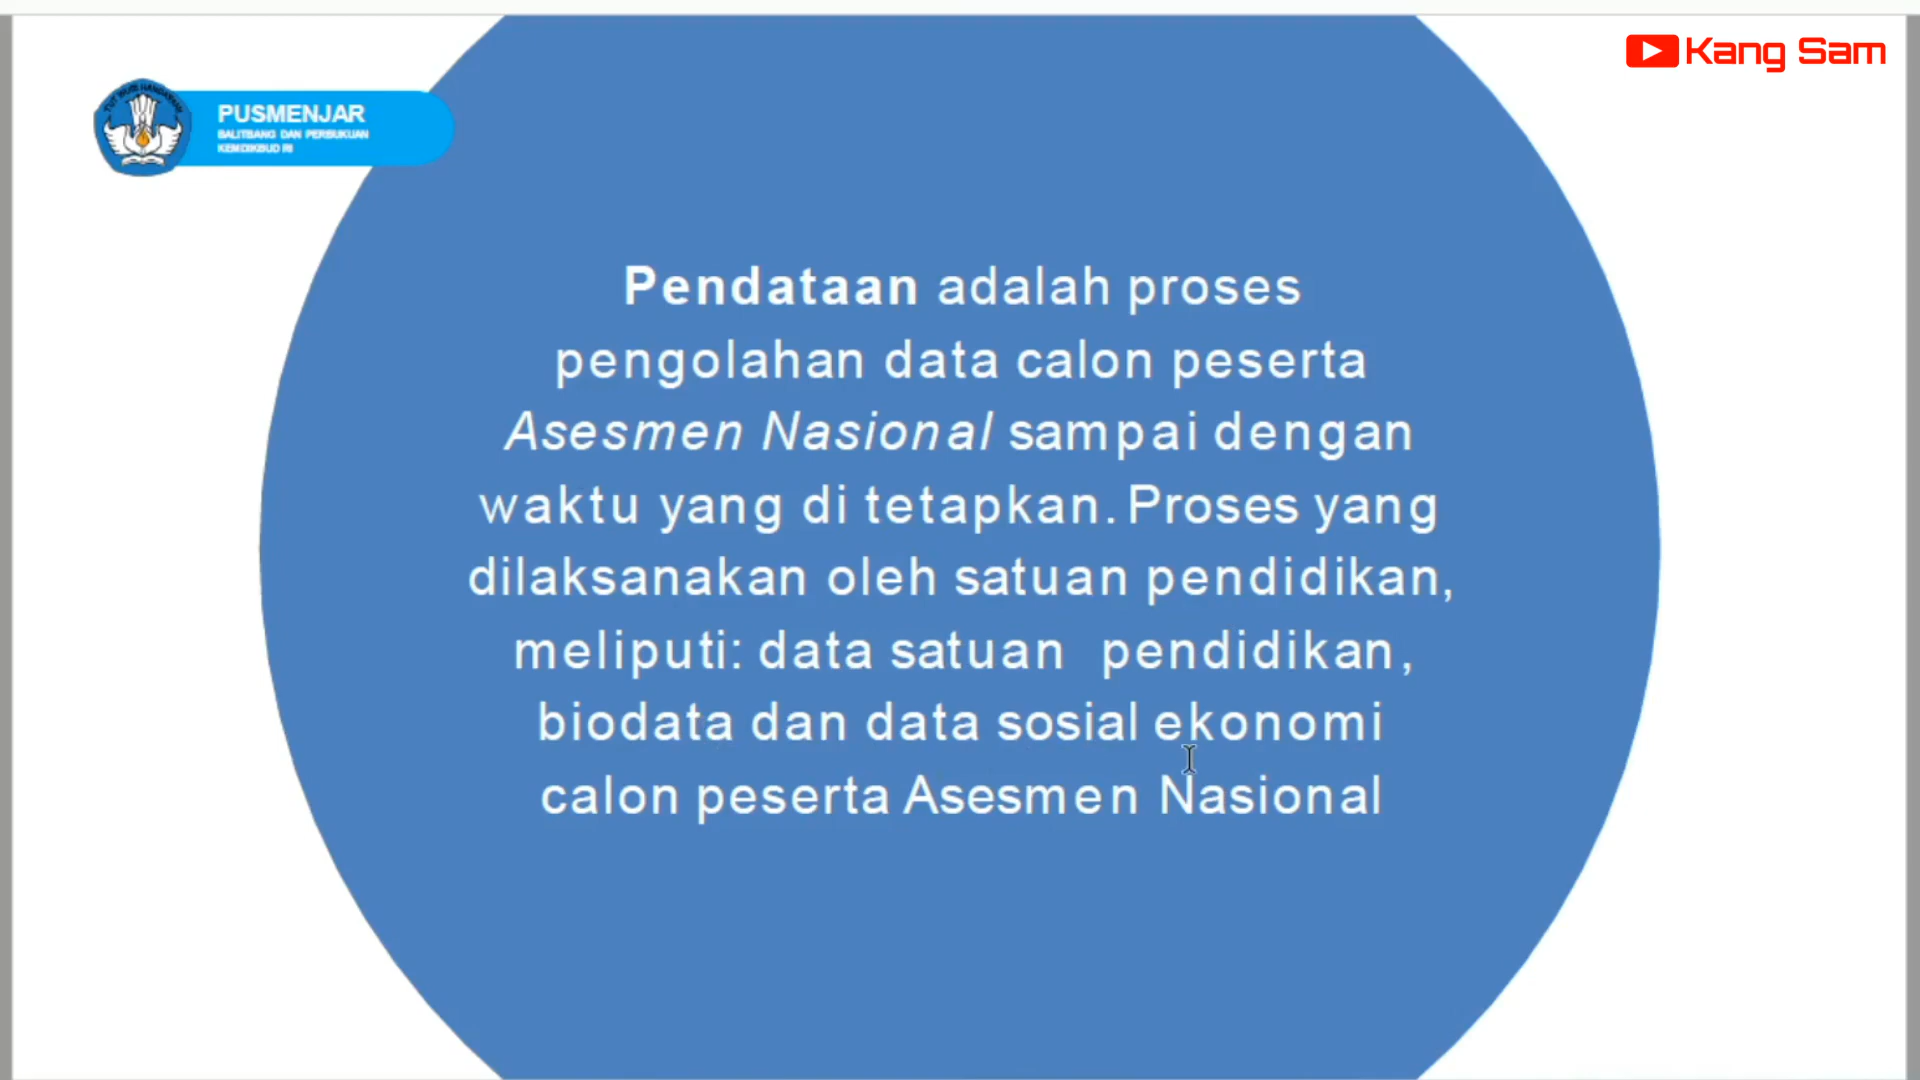 Kang Sam
PUSMENJAR
BALITBANG DAN PERBUKUAN
KEMDIKBUD RI
Pendataan adalah proses
pengolahan data calon peserta
Asesmen Nasional sampai dengan
waktu yang di tetapkan. Proses yang
dilaksanakan oleh satuan pendidikan,
meliputi: data satuan pendidikan,
biodata dan data sosial ekonomi
calon peserta Asesmen Nasional